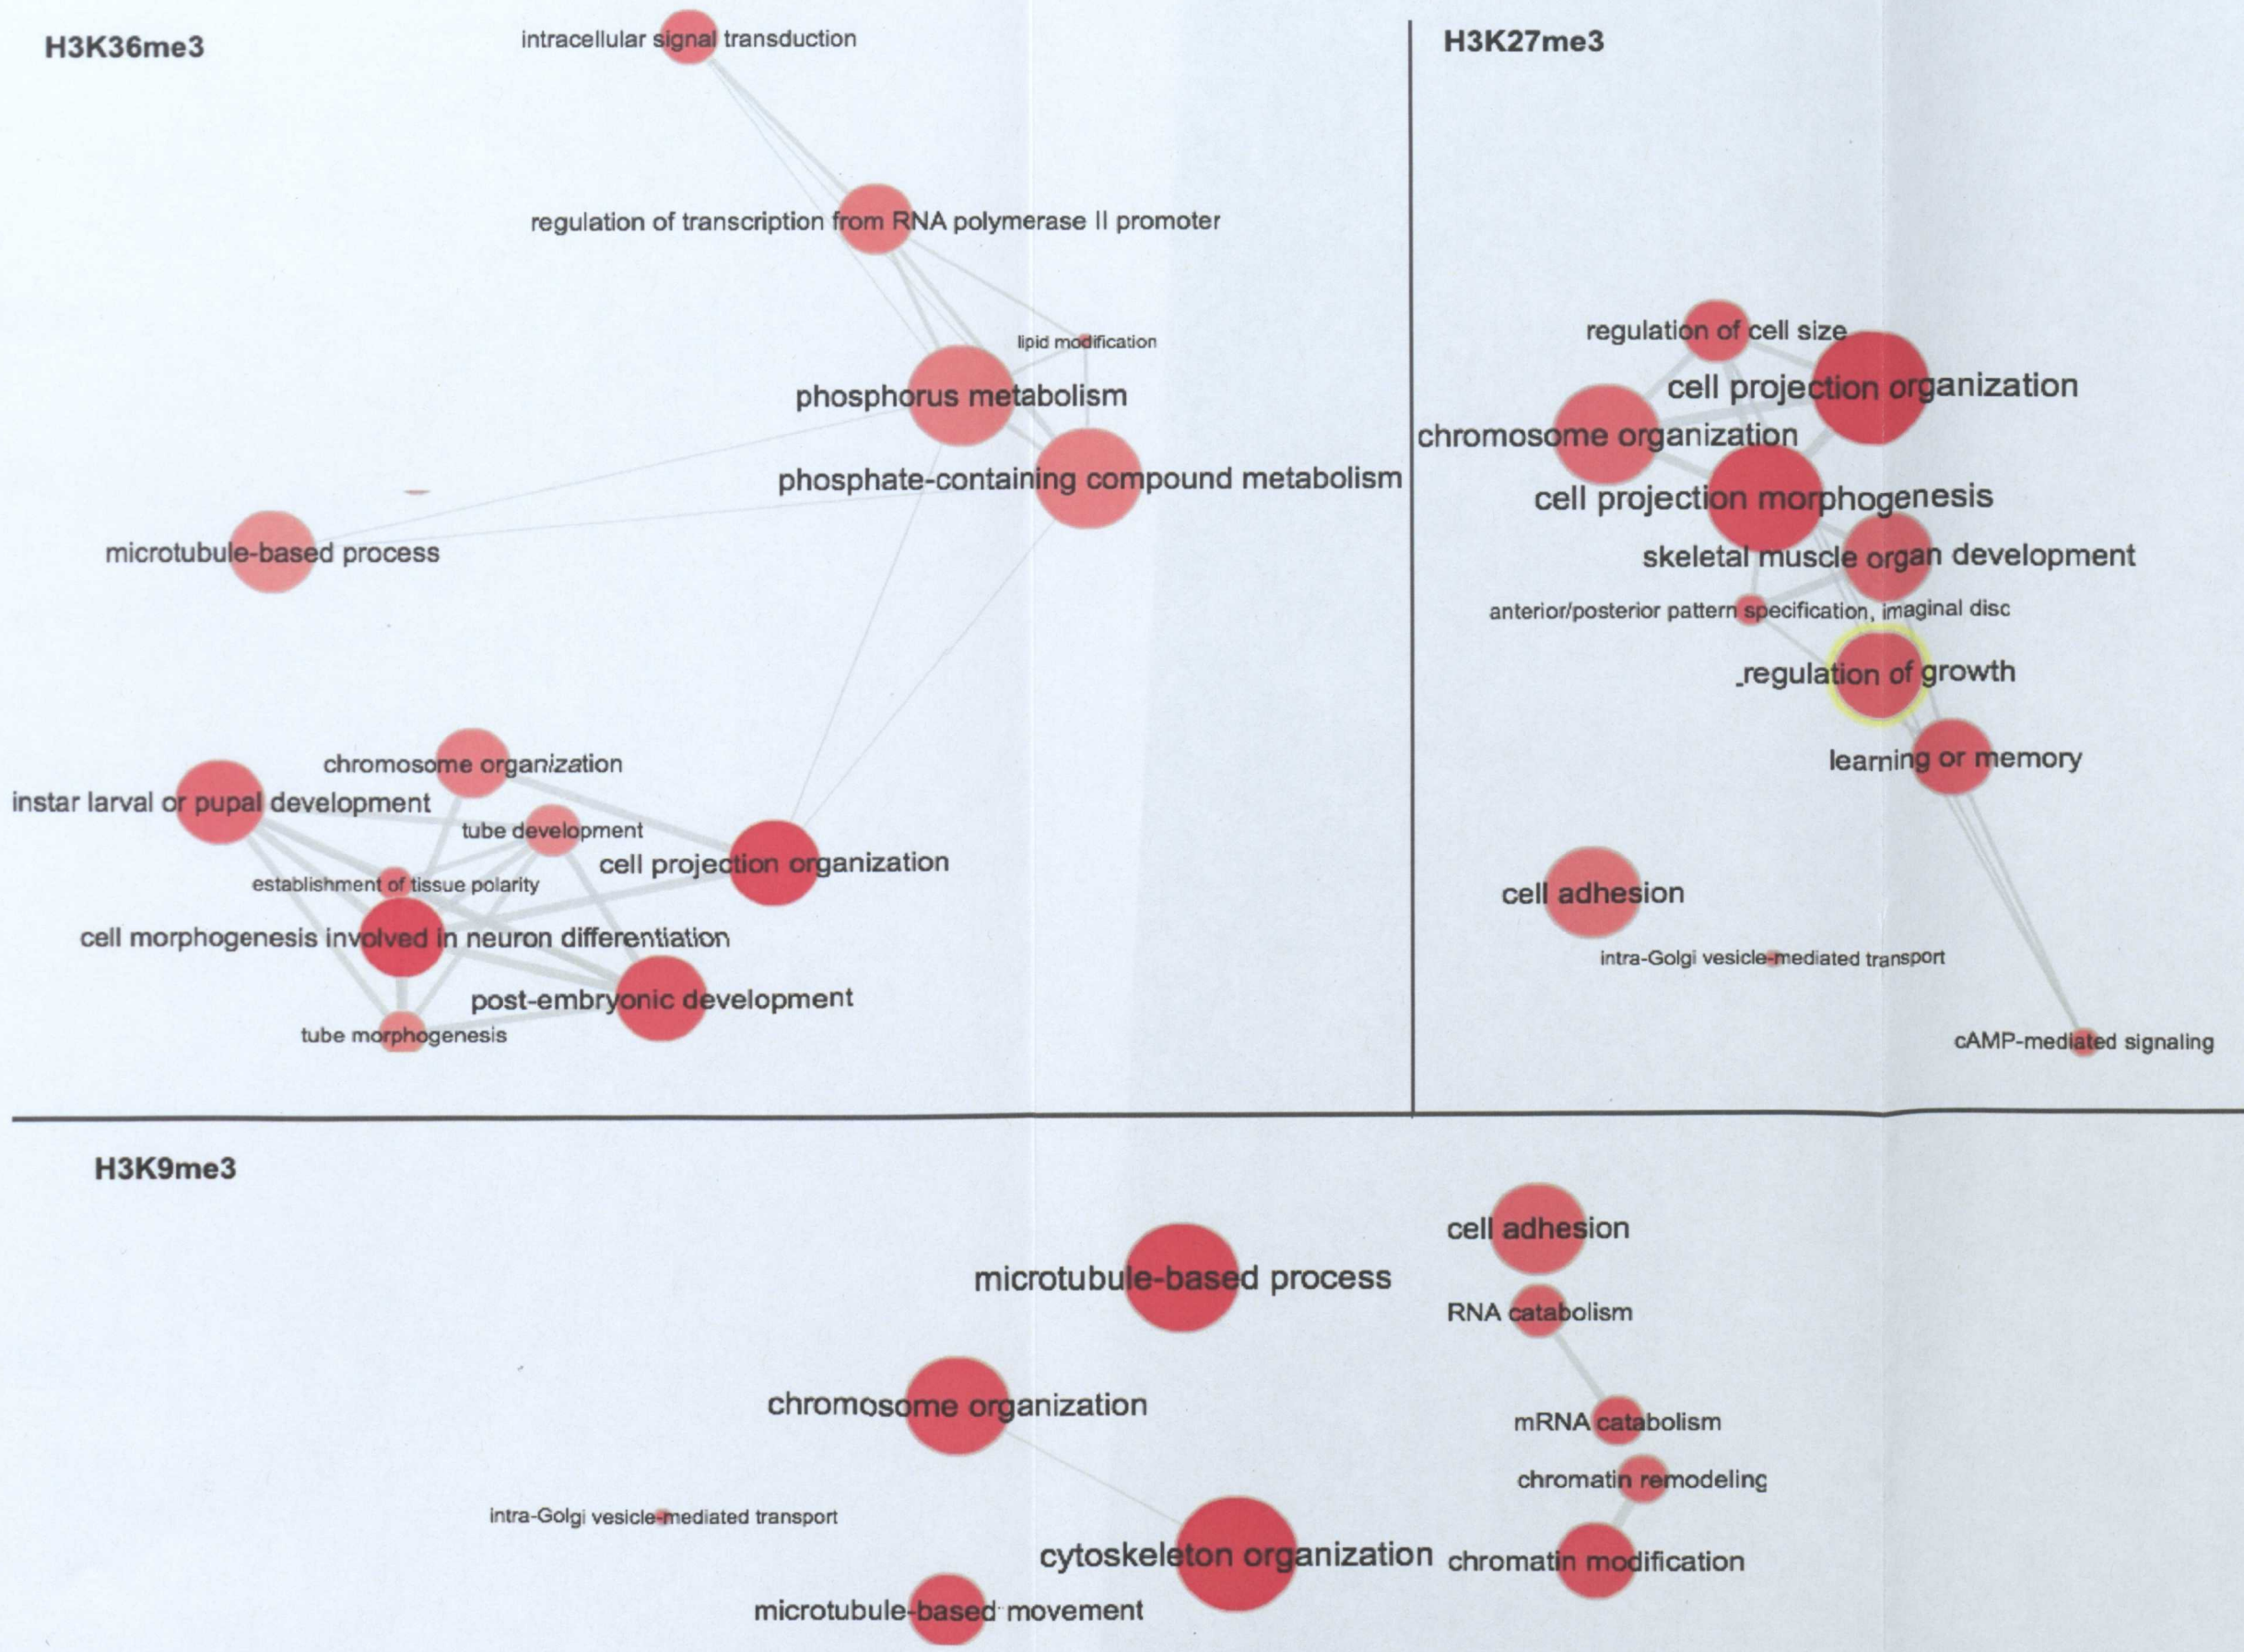 H3K36me3
intracellular signal transduction
regulation of transcription from RNA polymerase II promoter
lipid modification
phosphorus metabolism
phosphate-containing compound metabolism
microtubule-based process
chromosome organization
instar larval or pupal development
tube development
cell projection organization
establishment of tissue polarity
cell morphogenesis involved in neuron differentiation
post-embryonic development
tube morphogenesis
H3K27me3
regulation of cell size
cell projection organization
chromosome organization
cell projection morphogenesis
skeletal muscle organ development
anterior/posterior pattern specification, imaginal disc
regulation of growth
learning or memory
cell adhesion
intra-Golgi vesicle-mediated transport
cAMP-mediated signaling
H3K9me3
cell adhesion
microtubule-based process
RNA catabolism
chromosome organization
mRNA catabolism
chromatin remodeling
intra-Golgi vesicle-mediated transport
cytoskeleton organization
chromatin modification
microtubule-based movement